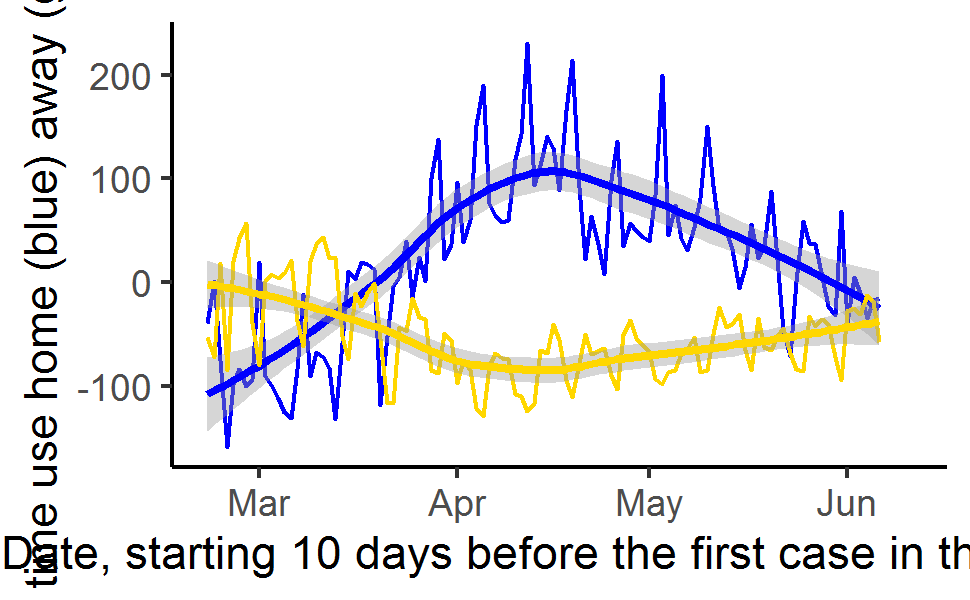 time use home (blue) away (
200
100
0
-100
Mar Apr May Jun
Date, starting 10 days before the first case in th